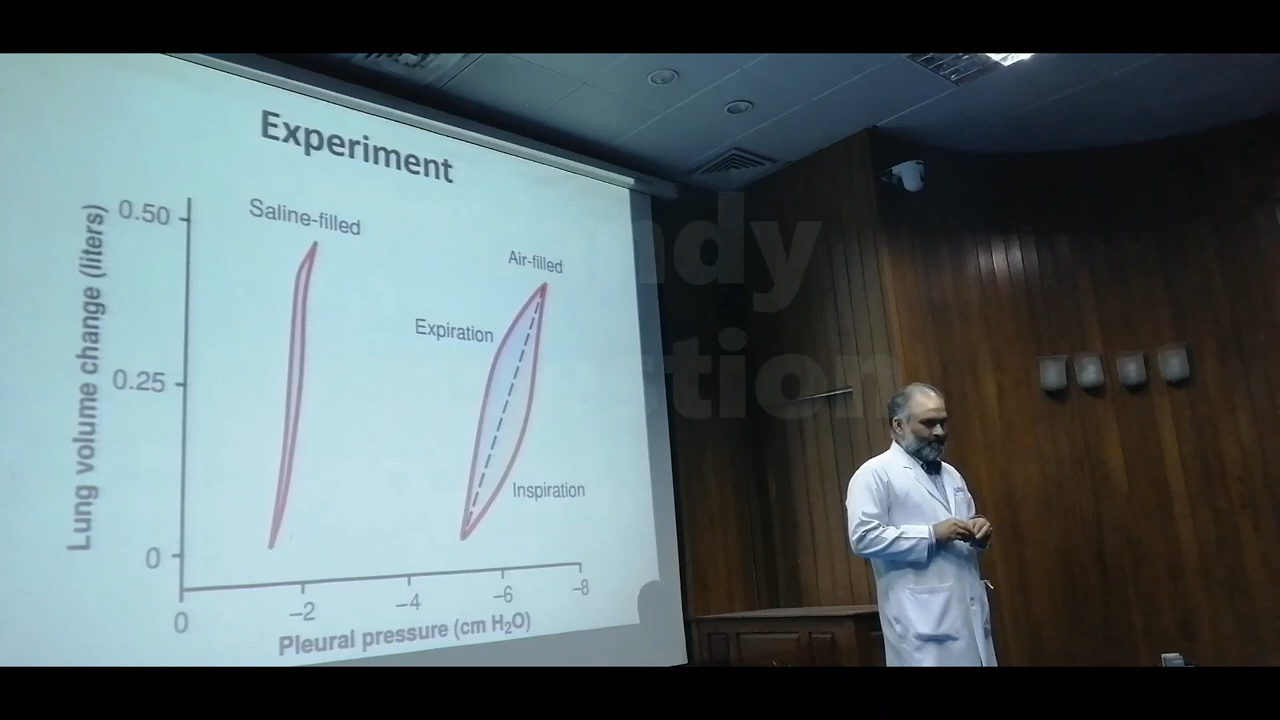 Experiment
Saline-filled
Air-filled
Expiration
Inspiration
Lung volume change (liters)
0.50
0.25
0
0
–2
–4
–6
–8
Pleural pressure (cm H₂O)